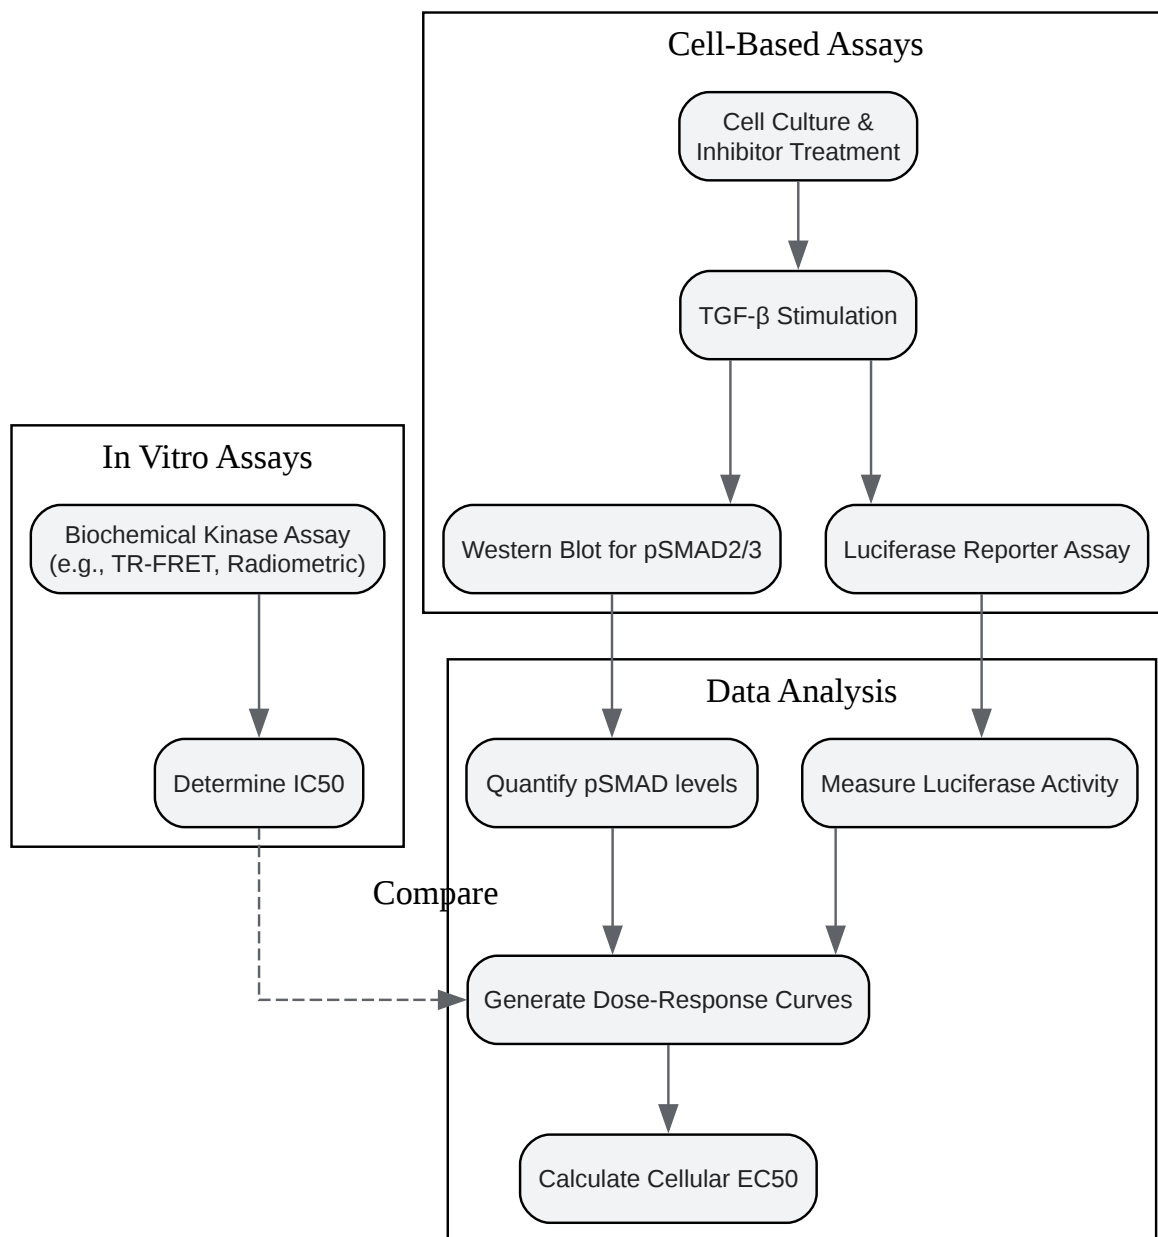 Cell-Based Assays
Cell Culture &
Inhibitor Treatment
TGF-β Stimulation
In Vitro Assays
Biochemical Kinase Assay
(e.g., TR-FRET, Radiometric)
Western Blot for pSMAD2/3
Luciferase Reporter Assay
Data Analysis
Determine IC50
Quantify pSMAD levels
Measure Luciferase Activity
Compare
Generate Dose-Response Curves
Calculate Cellular EC50